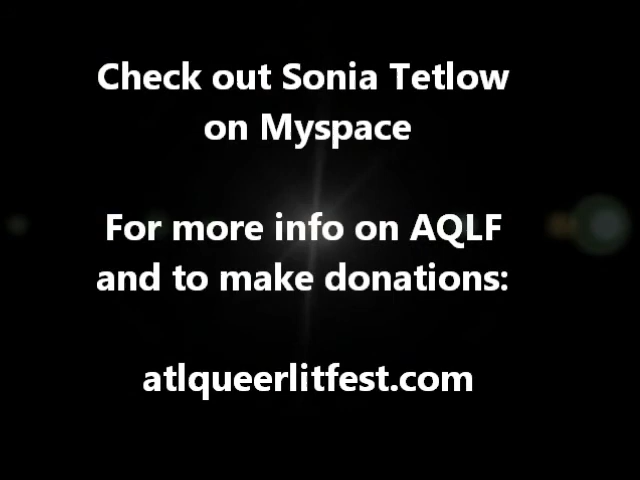 Check out Sonia Tetlow
on Myspace
For more info on AQLF
and to make donations:
atlqueerlitfest.com